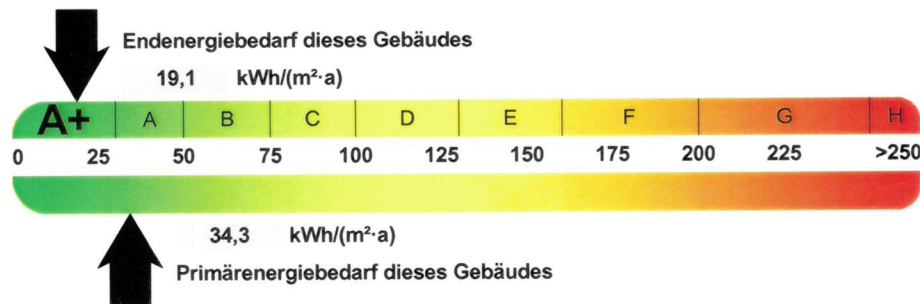 Endenergiebedarf dieses Gebäudes
19,1 kWh/(m²·a)
A+ A B C D E F G H
0 25 50 75 100 125 150 175 200 225 >250
34,3 kWh/(m²·a)
Primärenergiebedarf dieses Gebäudes